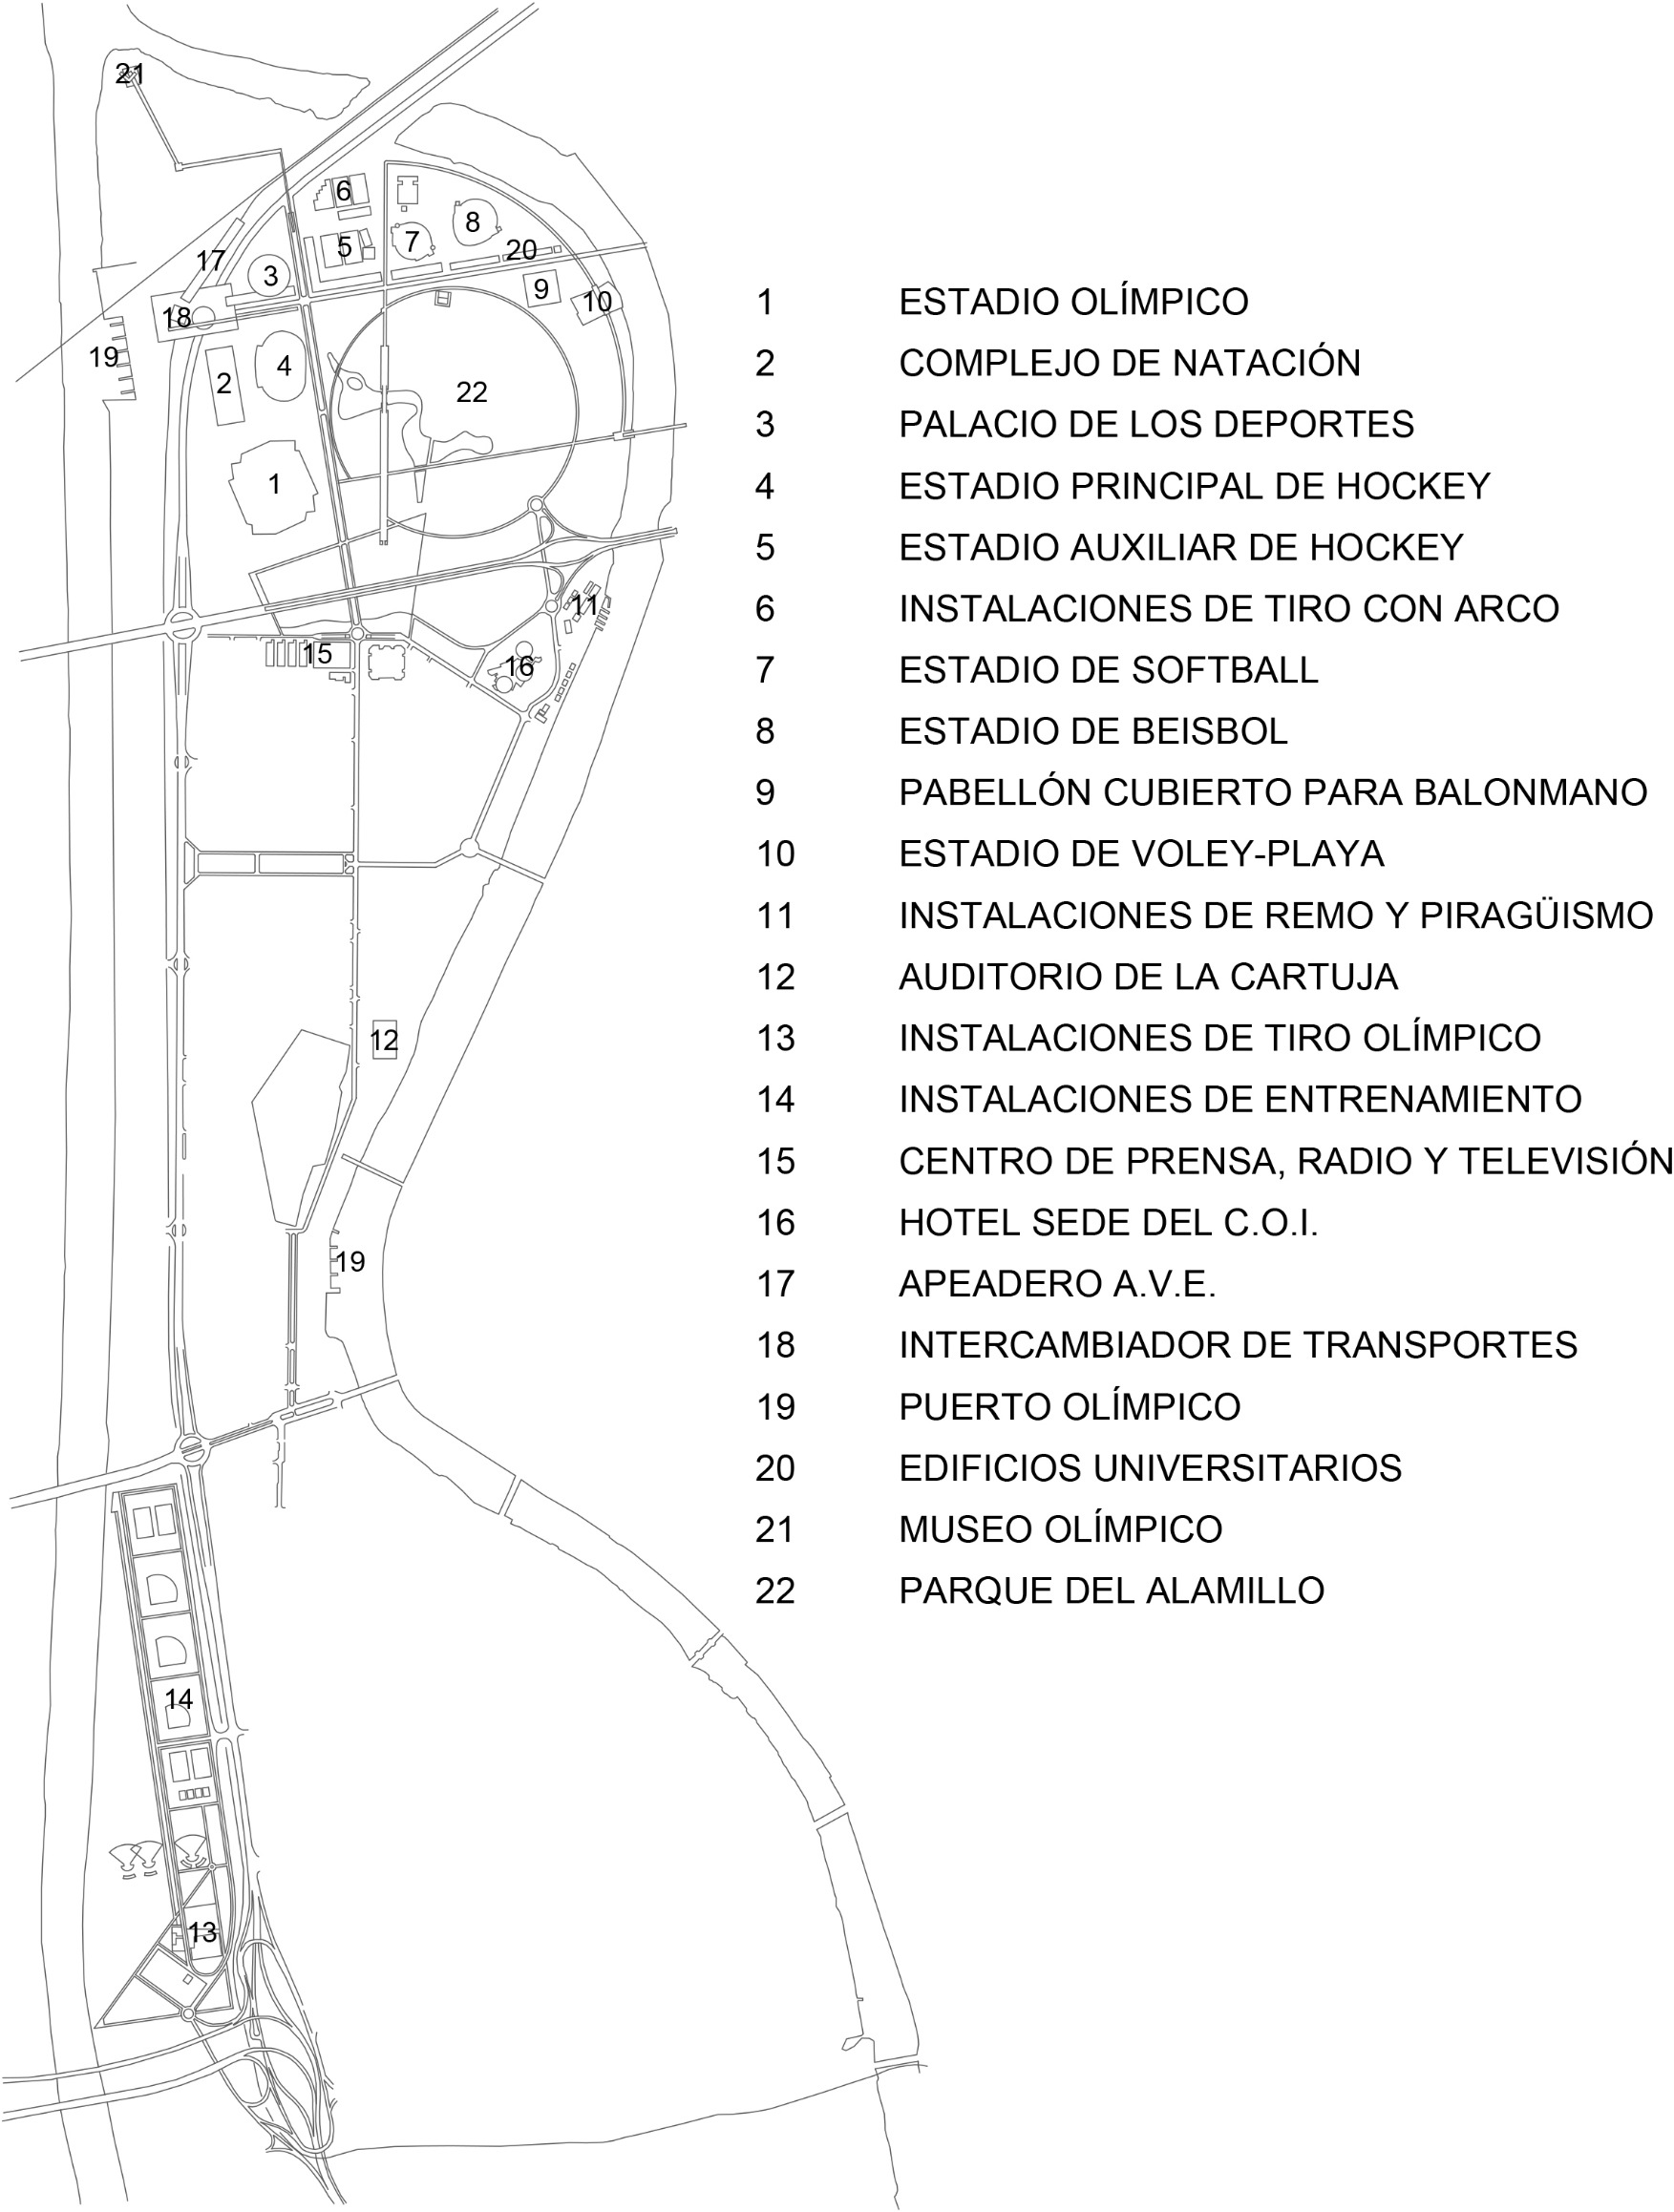 21
6
8
7
5
20
17
3
9
10
18
19
4
2
22
1
11
15
16
12
19
14
13
1 ESTADIO OLÍMPICO
2 COMPLEJO DE NATACIÓN
3 PALACIO DE LOS DEPORTES
4 ESTADIO PRINCIPAL DE HOCKEY
5 ESTADIO AUXILIAR DE HOCKEY
6 INSTALACIONES DE TIRO CON ARCO
7 ESTADIO DE SOFTBALL
8 ESTADIO DE BEISBOL
9 PABELLÓN CUBIERTO PARA BALONMANO
10 ESTADIO DE VOLEY-PLAYA
11 INSTALACIONES DE REMO Y PIRAGÜISMO
12 AUDITORIO DE LA CARTUJA
13 INSTALACIONES DE TIRO OLÍMPICO
14 INSTALACIONES DE ENTRENAMIENTO
15 CENTRO DE PRENSA, RADIO Y TELEVISIÓN
16 HOTEL SEDE DEL C.O.I.
17 APEADERO A.V.E.
18 INTERCAMBIADOR DE TRANSPORTES
19 PUERTO OLÍMPICO
20 EDIFICIOS UNIVERSITARIOS
21 MUSEO OLÍMPICO
22 PARQUE DEL ALAMILLO